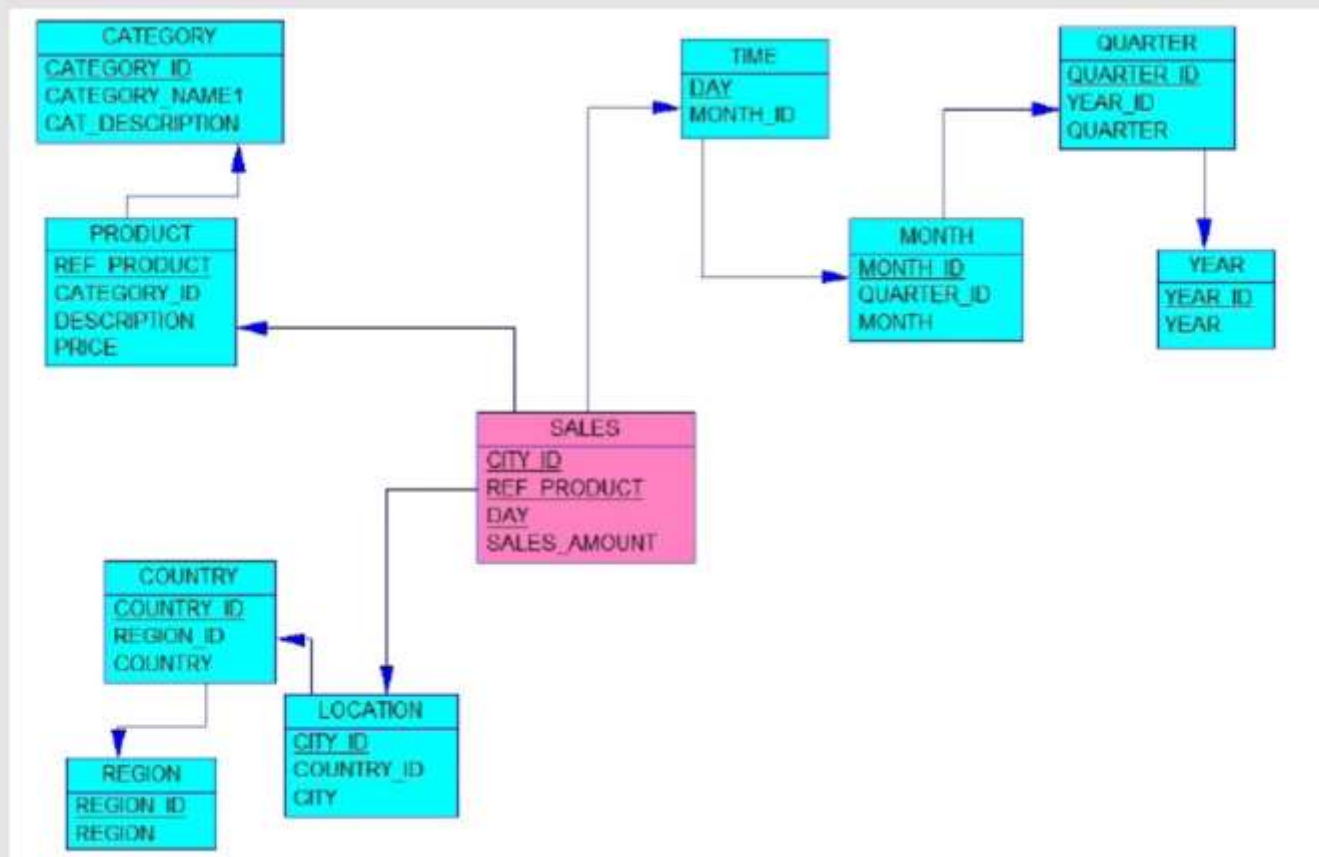 CATEGORY
CATEGORY_ID
CATEGORY_NAME1
CAT_DESCRIPTION
PRODUCT
REF_PRODUCT
CATEGORY_ID
DESCRIPTION
PRICE
TIME
DAY
MONTH_ID
QUARTER
QUARTER_ID
YEAR_ID
QUARTER
MONTH
MONTH_ID
QUARTER_ID
MONTH
YEAR
YEAR_ID
YEAR
SALES
CITY_ID
REF_PRODUCT
DAY
SALES_AMOUNT
COUNTRY
COUNTRY_ID
REGION_ID
COUNTRY
LOCATION
CITY_ID
COUNTRY_ID
CITY
REGION
REGION_ID
REGION